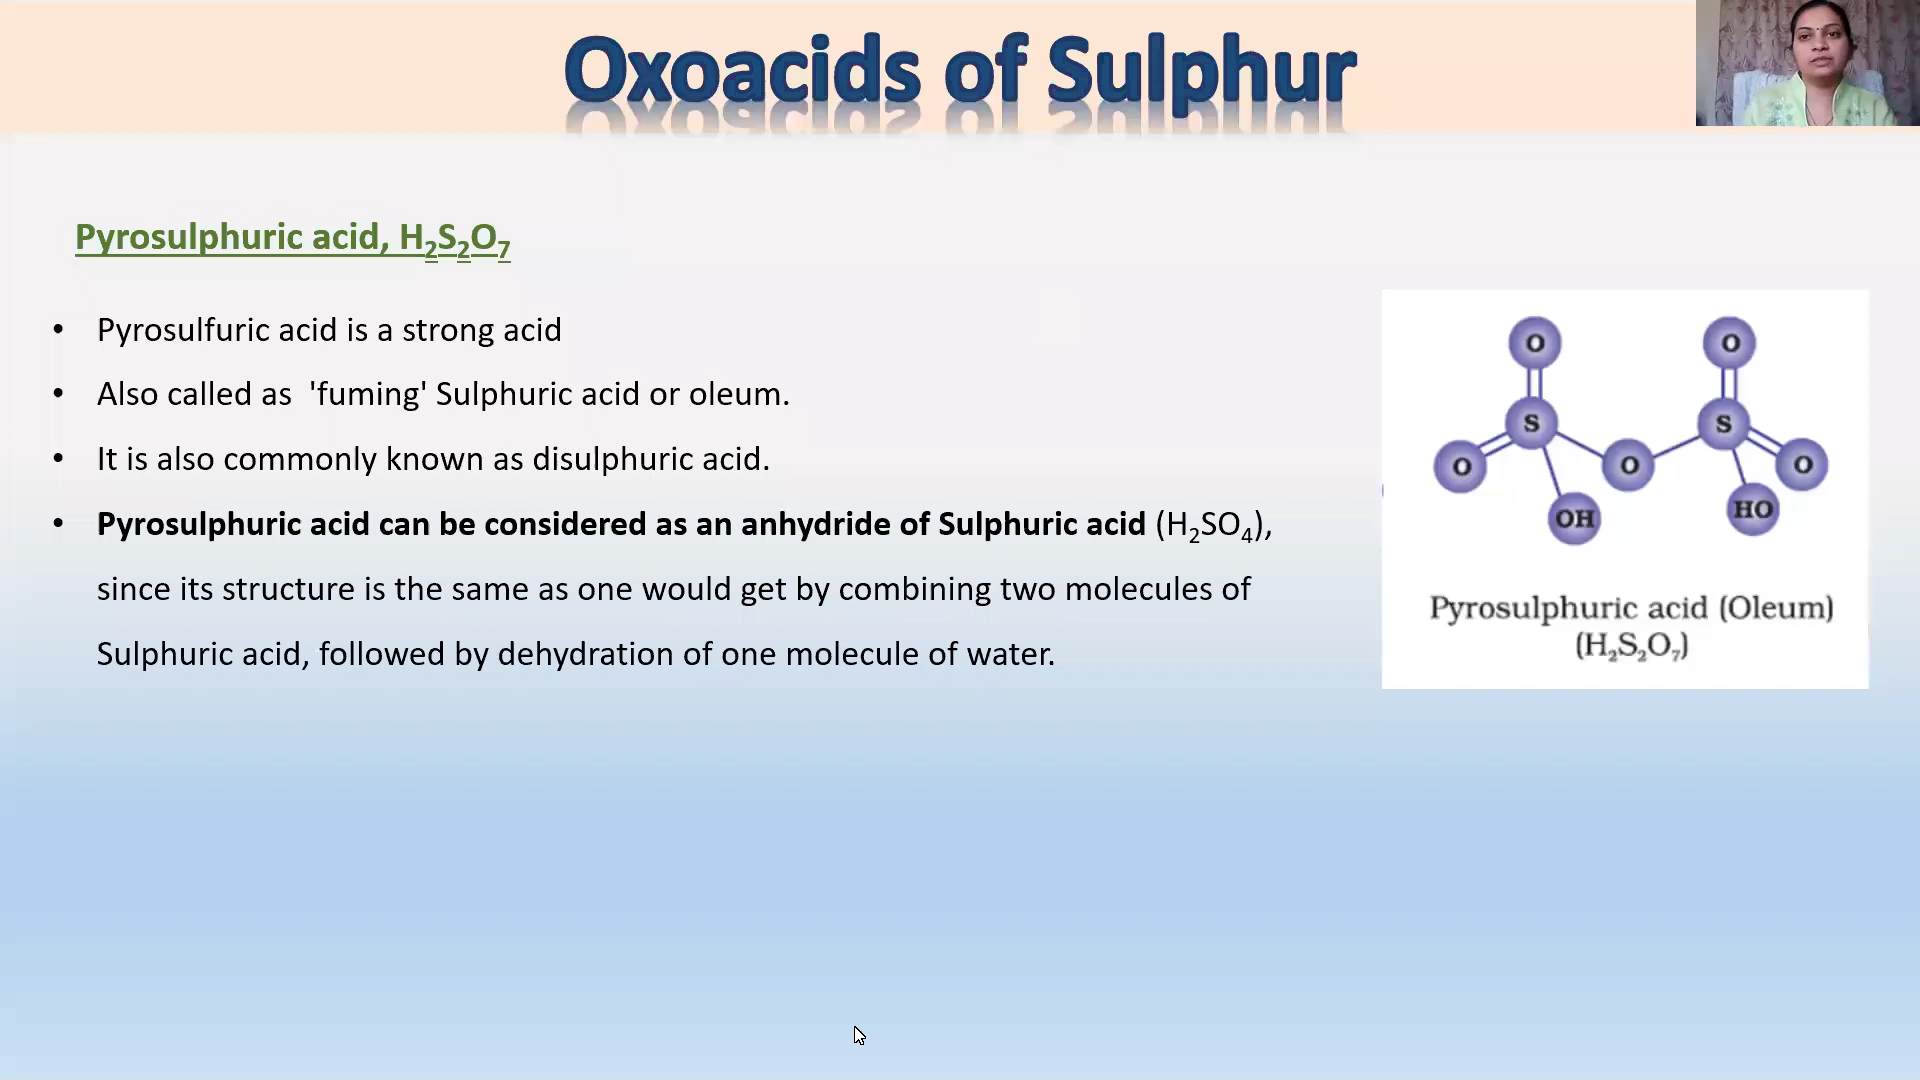 Oxoacids of Sulphur
Pyrosulphuric acid, H₂S₂O₇
• Pyrosulfuric acid is a strong acid
• Also called as 'fuming' Sulphuric acid or oleum.
• It is also commonly known as disulphuric acid.
• Pyrosulphuric acid can be considered as an anhydride of Sulphuric acid (H₂SO₄),
since its structure is the same as one would get by combining two molecules of
Sulphuric acid, followed by dehydration of one molecule of water.
O O
S S
O O O
OH HO
Pyrosulphuric acid (Oleum)
(H₂S₂O₇)